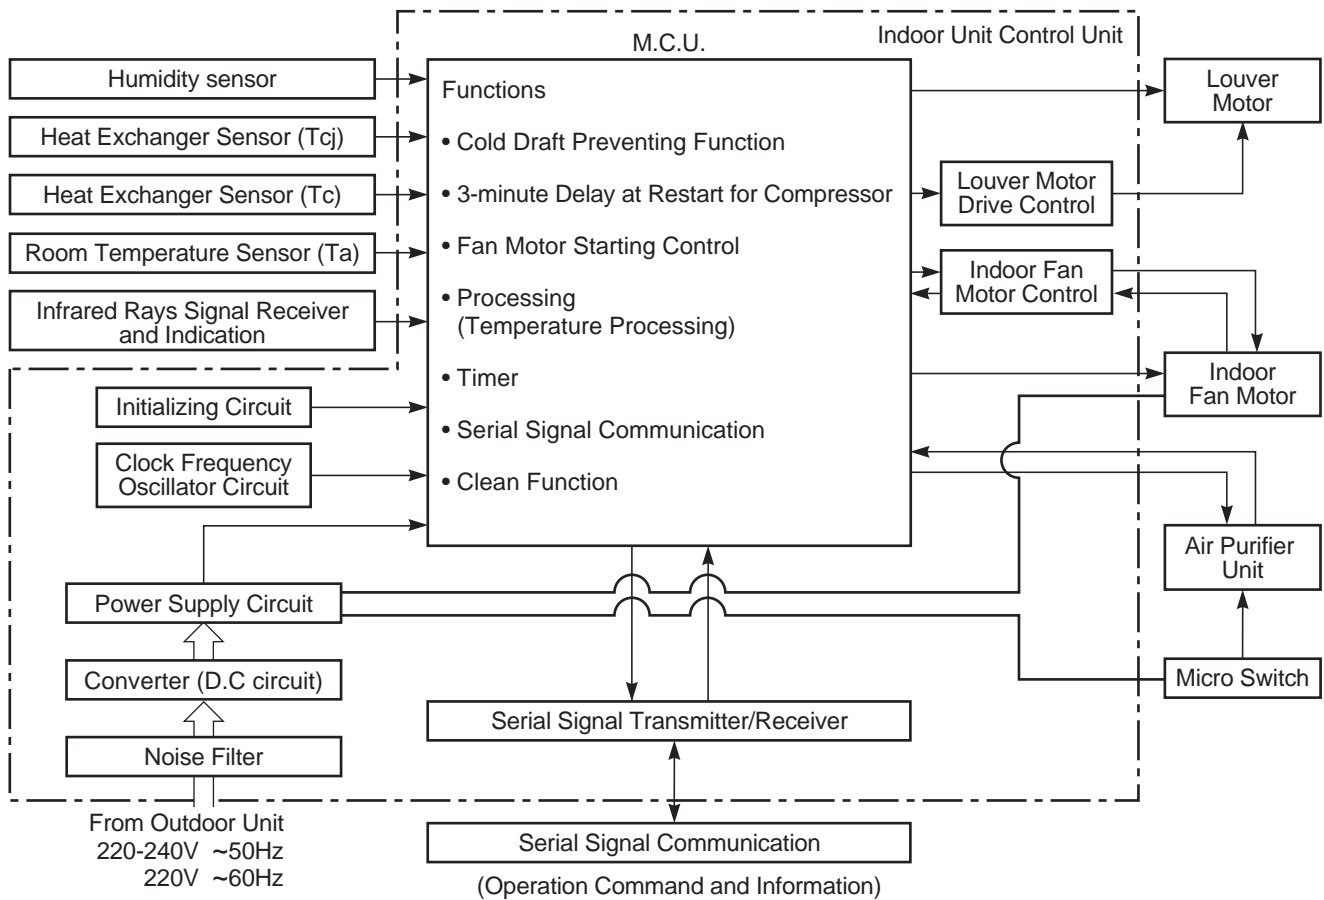 M.C.U.
Indoor Unit Control Unit
Humidity sensor
Heat Exchanger Sensor (Tcj)
Heat Exchanger Sensor (Tc)
Room Temperature Sensor (Ta)
Infrared Rays Signal Receiver
and Indication
Initializing Circuit
Clock Frequency
Oscillator Circuit
Power Supply Circuit
Converter (D.C circuit)
Noise Filter
From Outdoor Unit
220-240V ~50Hz
220V ~60Hz
Functions
• Cold Draft Preventing Function
• 3-minute Delay at Restart for Compressor
• Fan Motor Starting Control
• Processing
(Temperature Processing)
• Timer
• Serial Signal Communication
• Clean Function
Serial Signal Transmitter/Receiver
Serial Signal Communication
(Operation Command and Information)
Louver Motor
Drive Control
Indoor Fan
Motor Control
Louver
Motor
Indoor
Fan Motor
Air Purifier
Unit
Micro Switch